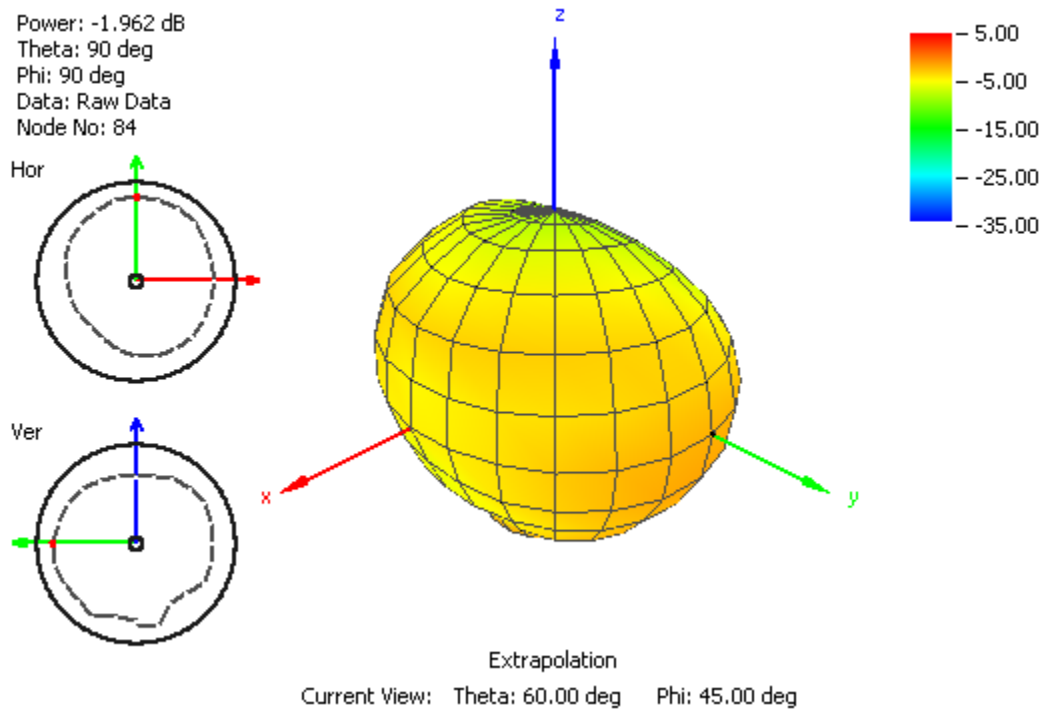 Power: -1.962 dB
Theta: 90 deg
Phi: 90 deg
Data: Raw Data
Node No: 84
Hor
Ver
z
x
y
5.00
-5.00
-15.00
-25.00
-35.00
Extrapolation
Current View: Theta: 60.00 deg Phi: 45.00 deg